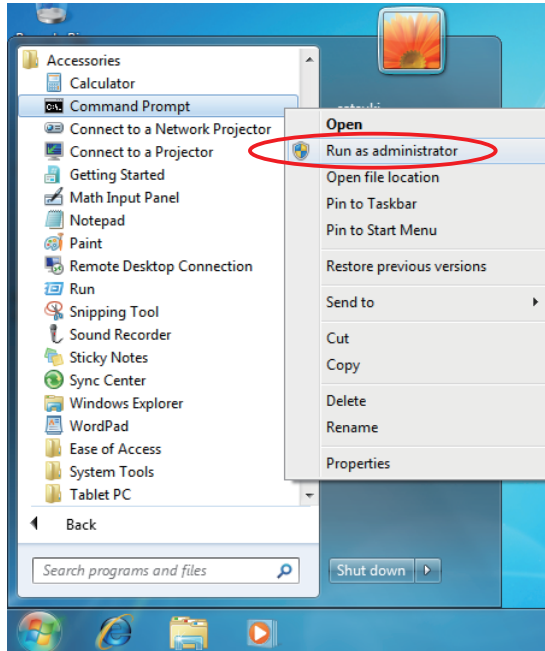 Accessories
Calculator
Command Prompt
Connect to a Network Projector
Connect to a Projector
Getting Started
Math Input Panel
Notepad
Paint
Remote Desktop Connection
Run
Snipping Tool
Sound Recorder
Sticky Notes
Sync Center
Windows Explorer
WordPad
Ease of Access
System Tools
Tablet PC
Back
Search programs and files
Open
Run as administrator
Open file location
Pin to Taskbar
Pin to Start Menu
Restore previous versions
Send to
Cut
Copy
Delete
Rename
Properties
Shut down